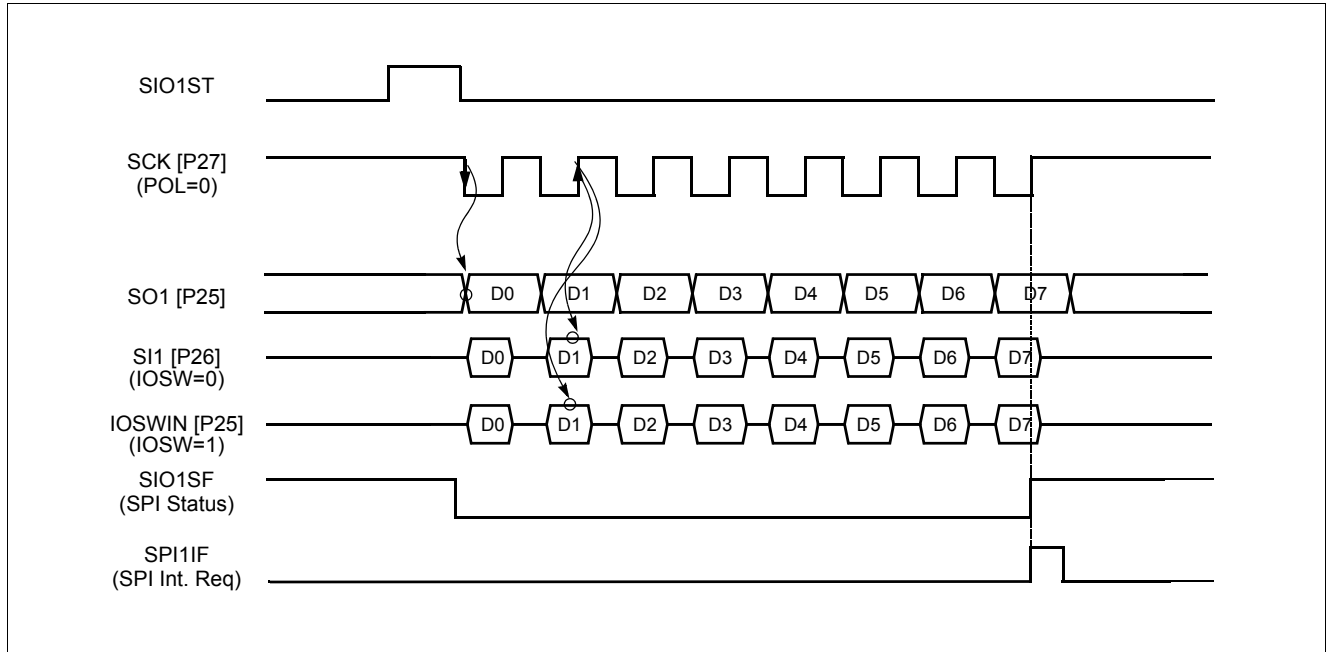 SIO1ST
SCK [P27]
(POL=0)
SO1 [P25]
D0 D1 D2 D3 D4 D5 D6 D7
SI1 [P26]
(IOSW=0)
D0 D1 D2 D3 D4 D5 D6 D7
IOSWIN [P25]
(IOSW=1)
D0 D1 D2 D3 D4 D5 D6 D7
SIO1SF
(SPI Status)
SPI1IF
(SPI Int. Req)